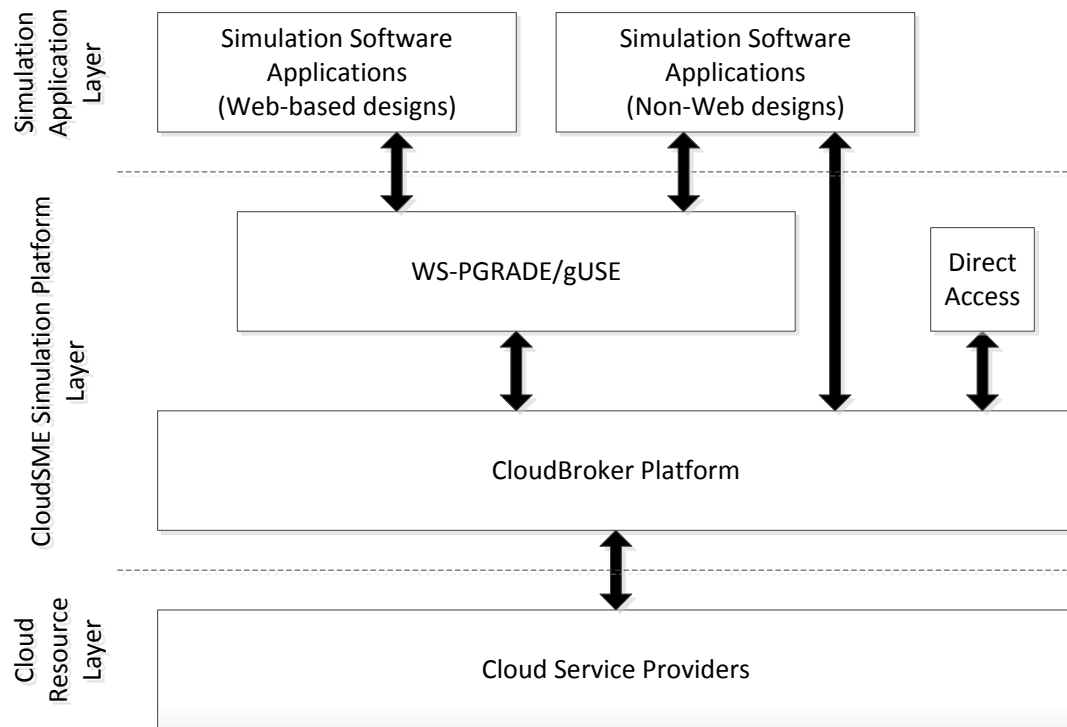 Simulation
Application
Layer
Simulation Software
Applications
(Web-based designs)
Simulation Software
Applications
(Non-Web designs)
CloudSME Simulation Platform
Layer
WS-PGRADE/gUSE
Direct
Access
CloudBroker Platform
Cloud
Resource
Layer
Cloud Service Providers